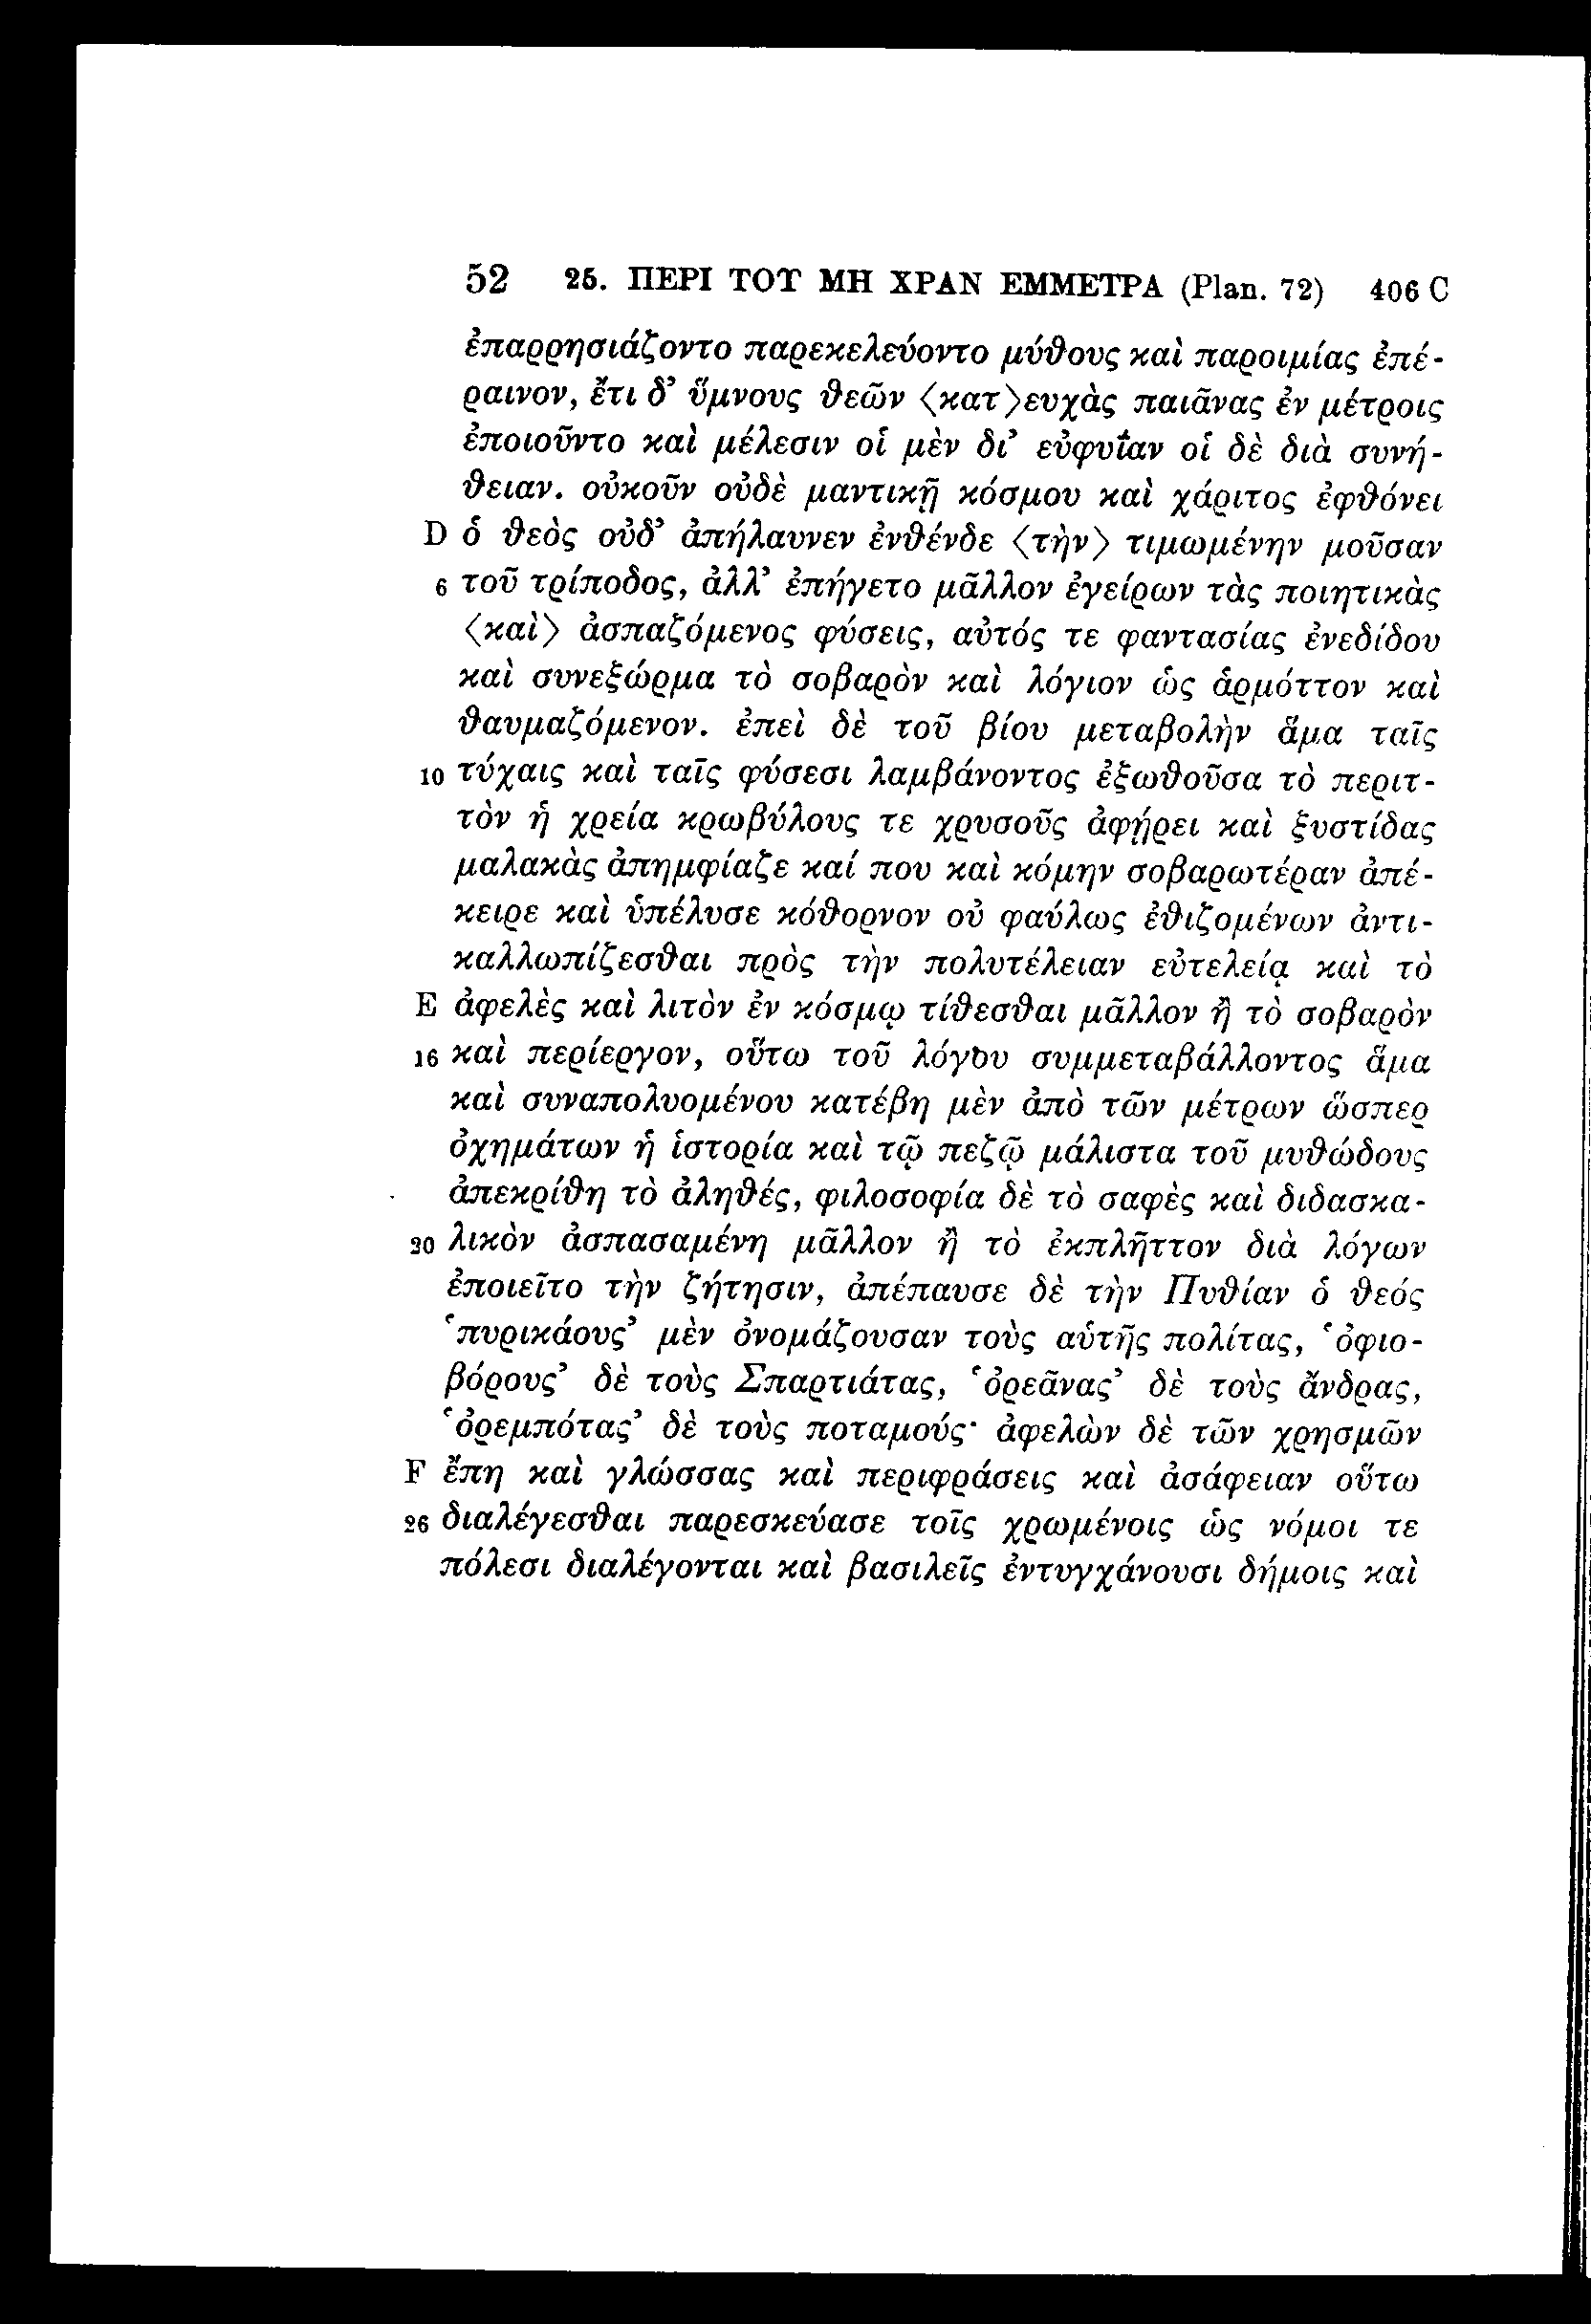 52 25. ΠΕΡΙ ΤΟΥ ΜΗ ΧΡΑΝ ΕΜΜΕΤΡΑ (Plan. 72) 406 C
ἐπαρρησιάζοντο παρεκελεύοντο μύθους καὶ παροιμίας ἐπέ-
ραινον, ἔτι δ’ ὕμνους θεῶν 〈κατ〉ευχὰς παιᾶνας ἐν μέτροις
ἐποιοῦντο καὶ μέλεσιν οἱ μὲν δι’ εὐφυΐαν οἱ δὲ διὰ συνή-
θειαν. οὐκοῦν οὐδὲ μαντικῇ κόσμου καὶ χάριτος ἐφθόνει
D ὁ θεὸς οὐδ’ ἀπήλαυνεν ἐνθένδε 〈τὴν〉 τιμωμένην μοῦσαν
6 τοῦ τρίποδος, ἀλλ’ ἐπήγετο μᾶλλον ἐγείρων τὰς ποιητικὰς
〈καὶ〉 ἀσπαζόμενος φύσεις, αὐτός τε φαντασίας ἐνεδίδου
καὶ συνεξώρμα τὸ σοβαρὸν καὶ λόγιον ὡς ἁρμόττον καὶ
θαυμαζόμενον. ἐπεὶ δὲ τοῦ βίου μεταβολὴν ἅμα ταῖς
10 τύχαις καὶ ταῖς φύσεσι λαμβάνοντος ἐξωθοῦσα τὸ περιτ-
τὸν ἡ χρεία κρωβύλους τε χρυσοῦς ἀφῄρει καὶ ξυστίδας
μαλακὰς ἀπημφίαζε καί που καὶ κόμην σοβαρωτέραν ἀπέ-
κειρε καὶ ὑπέλυσε κόθορνον οὐ φαύλως ἐθιζομένων ἀντι-
καλλωπίζεσθαι πρὸς τὴν πολυτέλειαν εὐτελείᾳ καὶ τὸ
E ἀφελὲς καὶ λιτὸν ἐν κόσμῳ τίθεσθαι μᾶλλον ἢ τὸ σοβαρὸν
16 καὶ περίεργον, οὕτω τοῦ λόγου συμμεταβάλλοντος ἅμα
καὶ συναπολυομένου κατέβη μὲν ἀπὸ τῶν μέτρων ὥσπερ
ὀχημάτων ἡ ἱστορία καὶ τῷ πεζῷ μάλιστα τοῦ μυθώδους
ἀπεκρίθη τὸ ἀληθές, φιλοσοφία δὲ τὸ σαφὲς καὶ διδασκα-
20 λικὸν ἀσπασαμένη μᾶλλον ἢ τὸ ἐκπλῆττον διὰ λόγων
ἐποιεῖτο τὴν ζήτησιν, ἀπέπαυσε δὲ τὴν Πυθίαν ὁ θεός
‘πυρικάους’ μὲν ὀνομάζουσαν τοὺς αὑτῆς πολίτας, ‘ὀφιο-
βόρους’ δὲ τοὺς Σπαρτιάτας, ‘ὀρεᾶνας’ δὲ τοὺς ἄνδρας,
‘ὀρεμπότας’ δὲ τοὺς ποταμούς· ἀφελὼν δὲ τῶν χρησμῶν
F ἔπη καὶ γλώσσας καὶ περιφράσεις καὶ ἀσάφειαν οὕτω
26 διαλέγεσθαι παρεσκεύασε τοῖς χρωμένοις ὡς νόμοι τε
πόλεσι διαλέγονται καὶ βασιλεῖς ἐντυγχάνουσι δήμοις καὶ